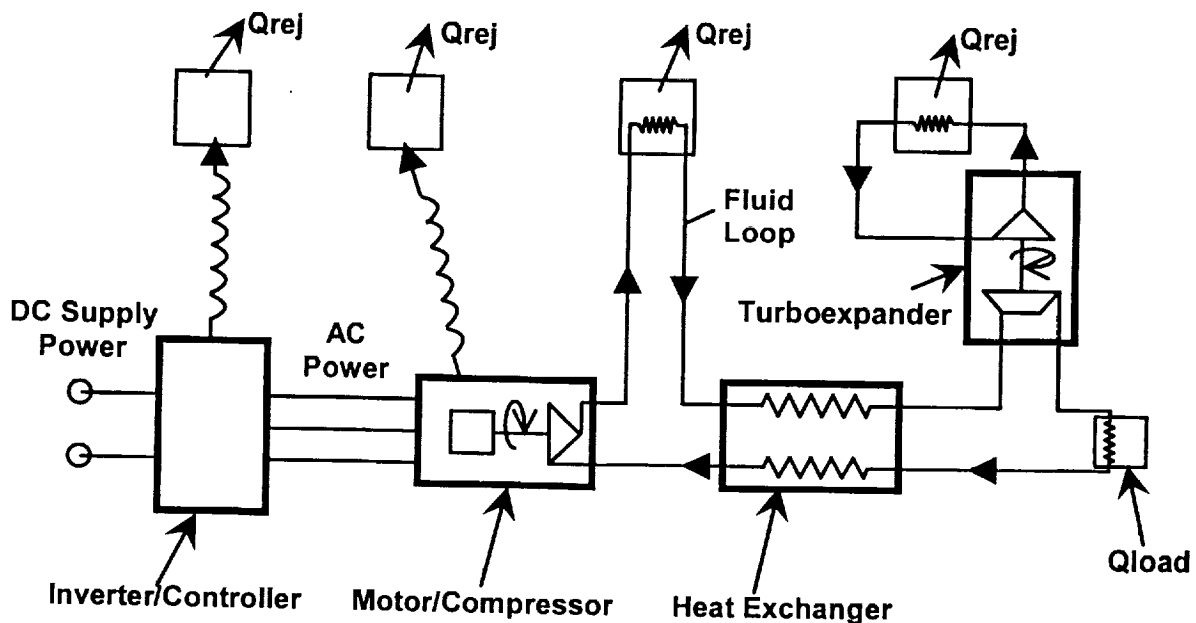 Qrej
Qrej
Qrej
Qrej
Fluid
Loop
Turboexpander
DC Supply
Power
AC
Power
Qload
Inverter/Controller
Motor/Compressor
Heat Exchanger